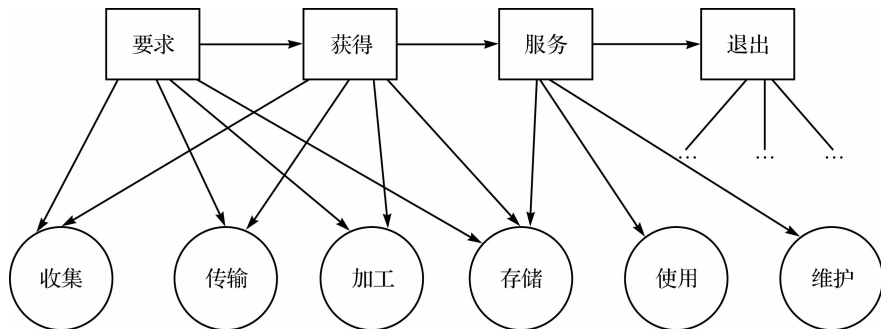 要求
获得
服务
退出
…
…
…
收集
传输
加工
存储
使用
维护